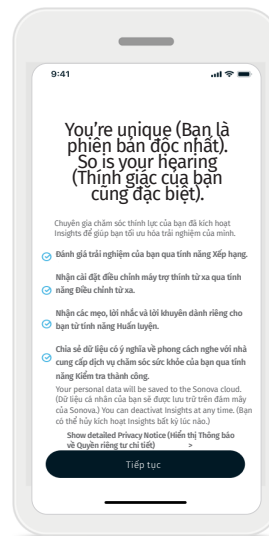 9:41
You're unique (Bạn là
phiên bản độc nhất).
So is your hearing
(Thính giác của bạn
cũng đặc biệt).
Chuyên gia chăm sóc thính lực của bạn đã kích hoạt
Insights để giúp bạn tối ưu hóa trải nghiệm của mình.
Đánh giá trải nghiệm của bạn qua tính năng Xếp hạng.
Nhận cài đặt điều chỉnh máy trợ thính từ xa qua tính
năng Điều chỉnh từ xa.
Nhận các mẹo, lời nhắc và lời khuyên dành riêng cho
bạn từ tính năng Huấn luyện.
Chia sẻ dữ liệu có ý nghĩa về phong cách nghe với nhà
cung cấp dịch vụ chăm sóc sức khỏe của bạn qua tính
năng Kiểm tra thành công.
Your personal data will be saved to the Sonova cloud.
(Dữ liệu cá nhân của bạn sẽ được lưu trữ trên đám mây
của Sonova.) You can deactivat Insights at any time. (Bạn
có thể hủy kích hoạt Insights bất kỳ lúc nào.)
Show detailed Privacy Notice (Hiển thị Thông báo
về Quyền riêng tư chi tiết) >
Tiếp tục